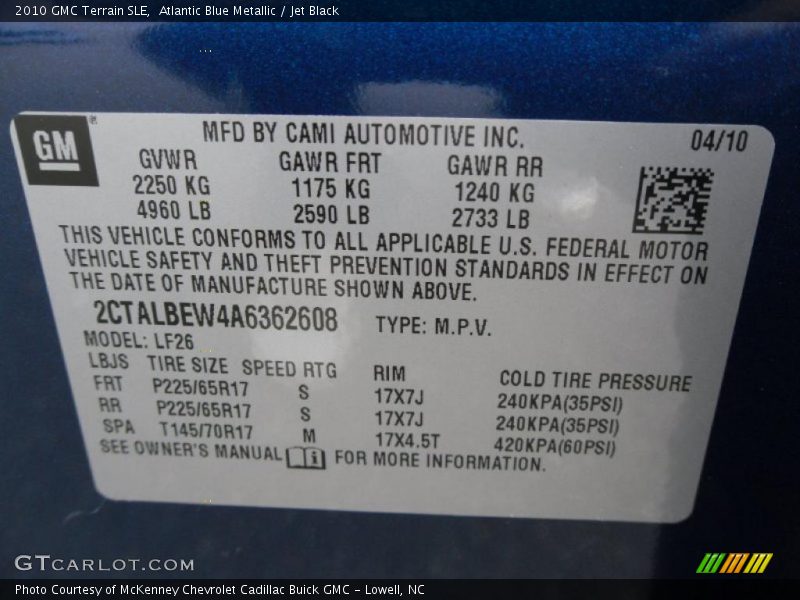 2010 GMC Terrain SLE,  Atlantic Blue Metallic / Jet Black
GM
MFD BY CAMI AUTOMOTIVE INC.
04/10
GVWR GAWR FRT GAWR RR
2250 KG 1175 KG 1240 KG
4960 LB 2590 LB 2733 LB
THIS VEHICLE CONFORMS TO ALL APPLICABLE U.S. FEDERAL MOTOR
VEHICLE SAFETY AND THEFT PREVENTION STANDARDS IN EFFECT ON
THE DATE OF MANUFACTURE SHOWN ABOVE.
2CTALBEW4A6362608 TYPE: M.P.V.
MODEL: LF26
LBJS TIRE SIZE SPEED RTG RIM COLD TIRE PRESSURE
FRT P225/65R17 S 17X7J 240KPA(35PSI)
RR P225/65R17 S 17X7J 240KPA(35PSI)
SPA T145/70R17 M 17X4.5T 420KPA(60PSI)
SEE OWNER'S MANUAL FOR MORE INFORMATION.
GTCARLOT.COM
Photo Courtesy of McKenney Chevrolet Cadillac Buick GMC - Lowell, NC